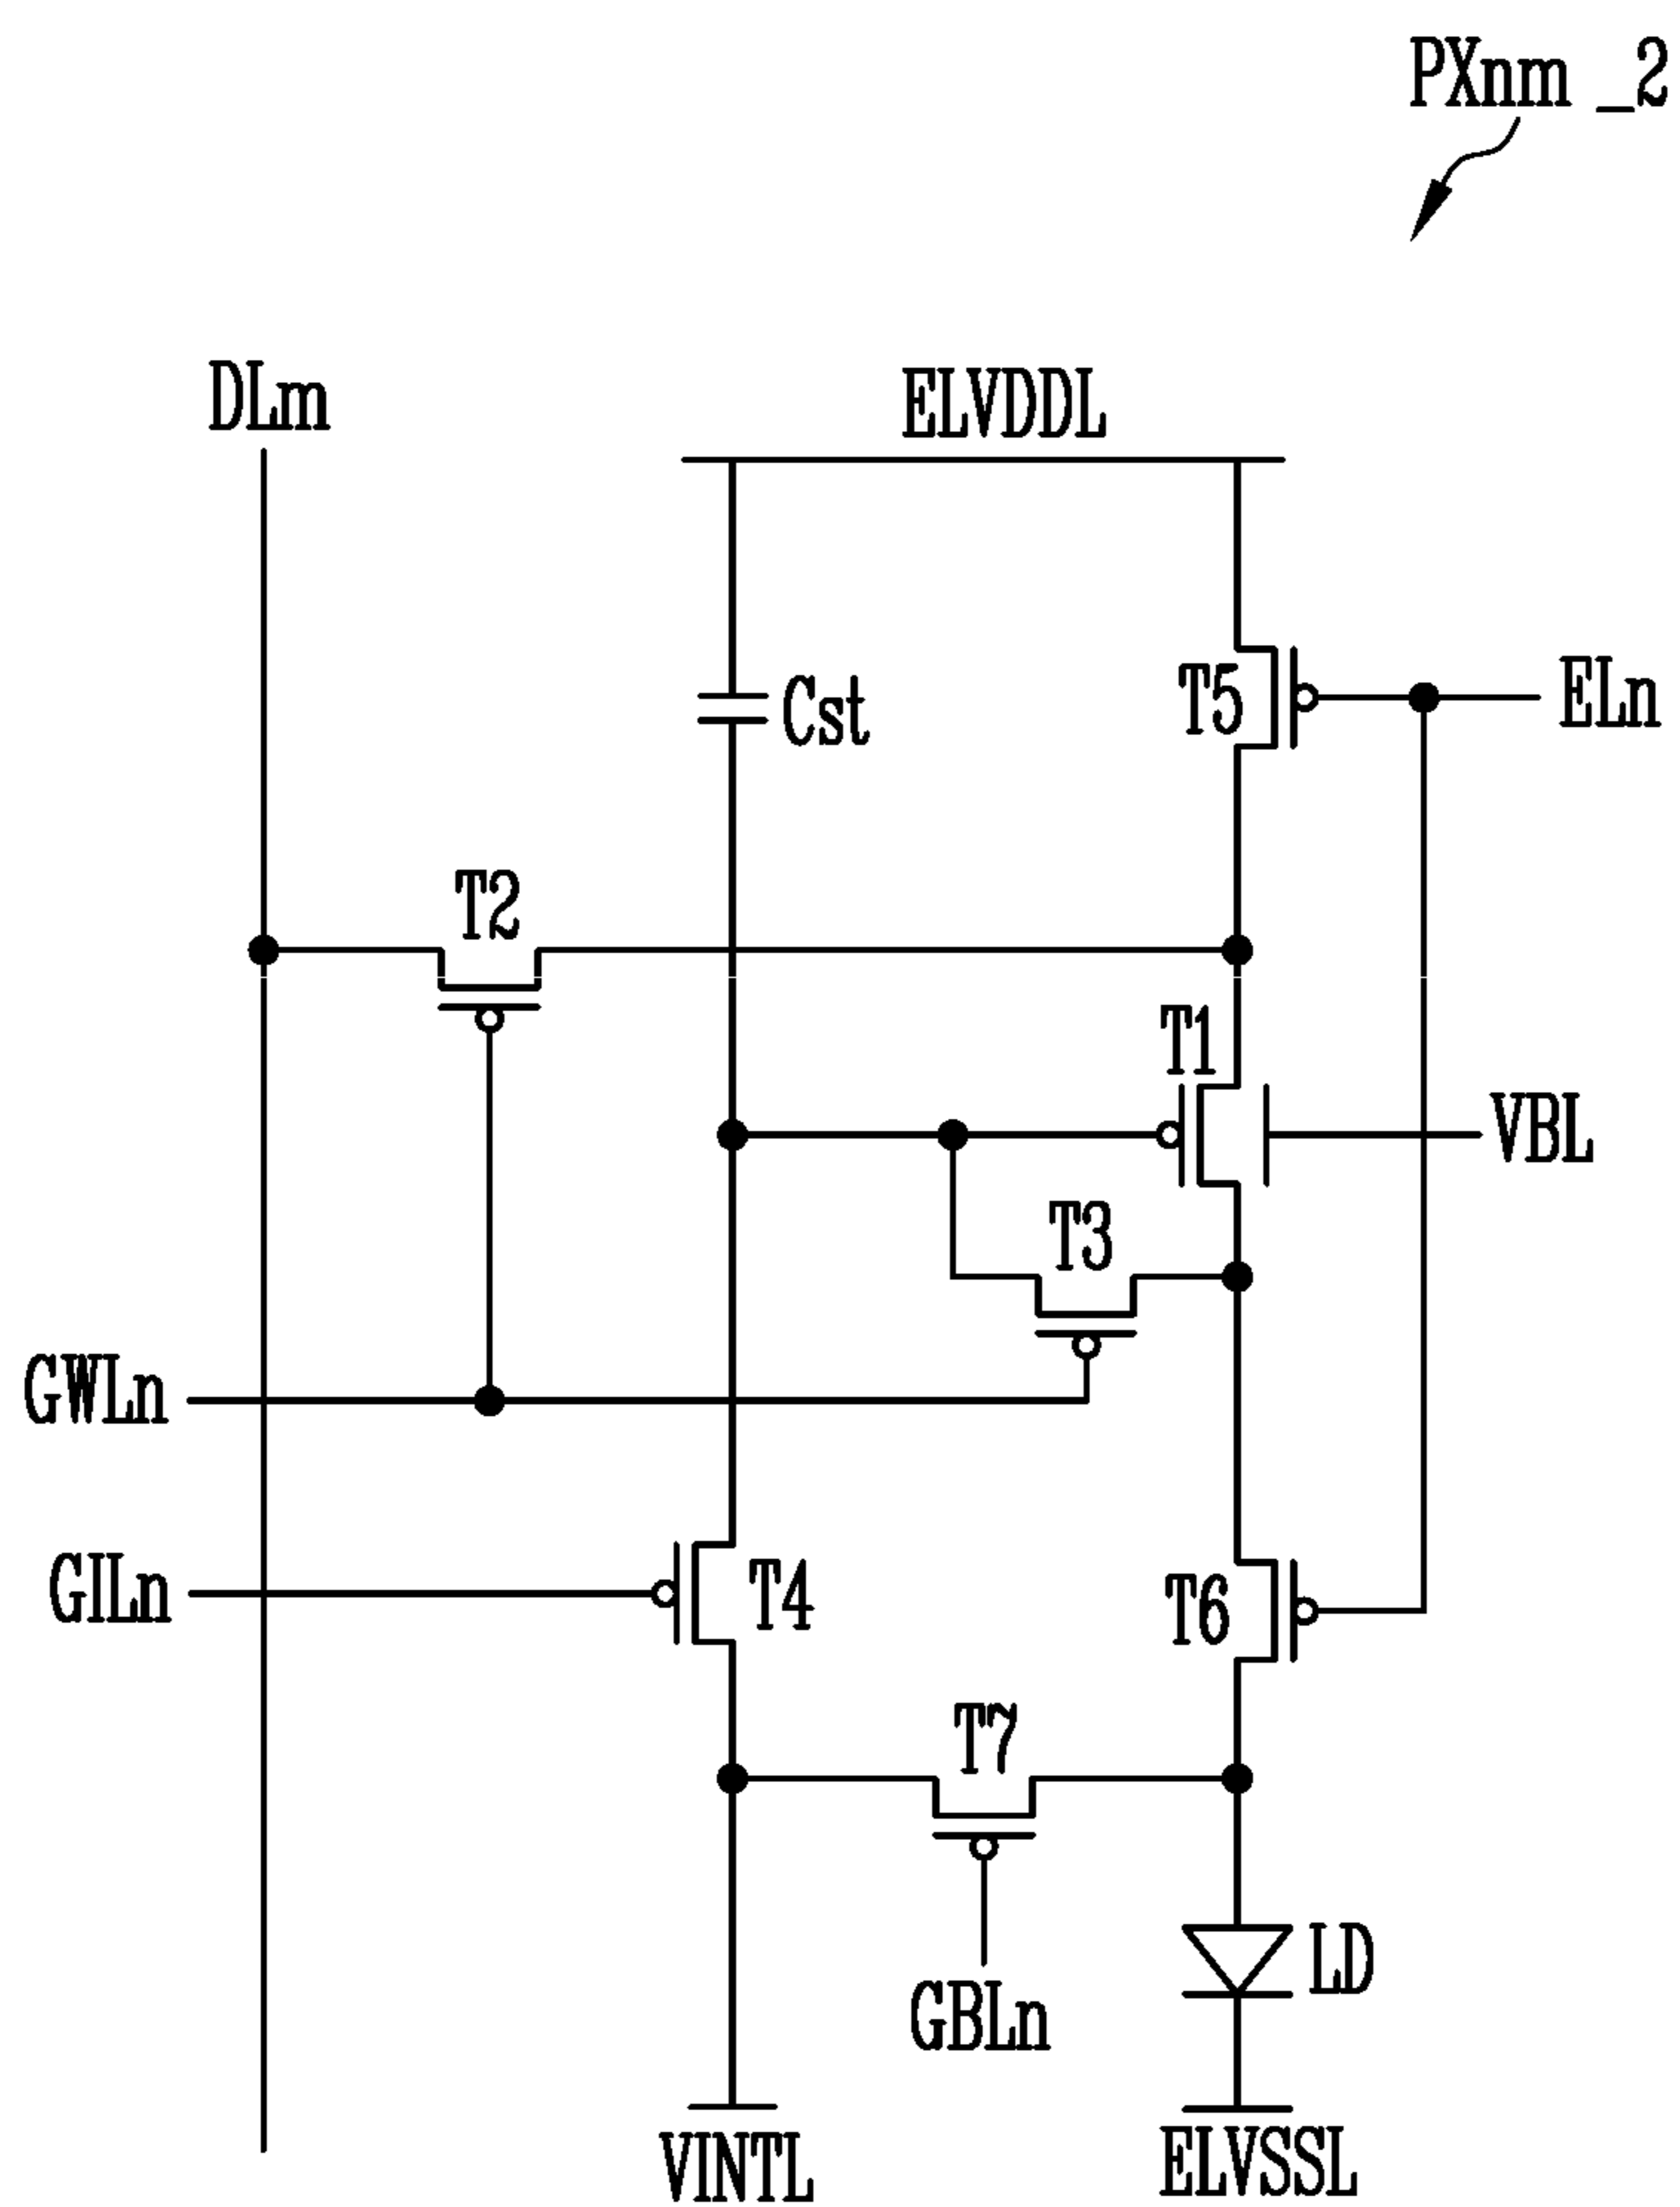 PXnm _2
DLm
ELVDDL
Cst
T5
ELn
T2
T1
VBL
T3
GWLn
GILn
T4
T6
T7
LD
GBLn
VINTL
ELVSSL